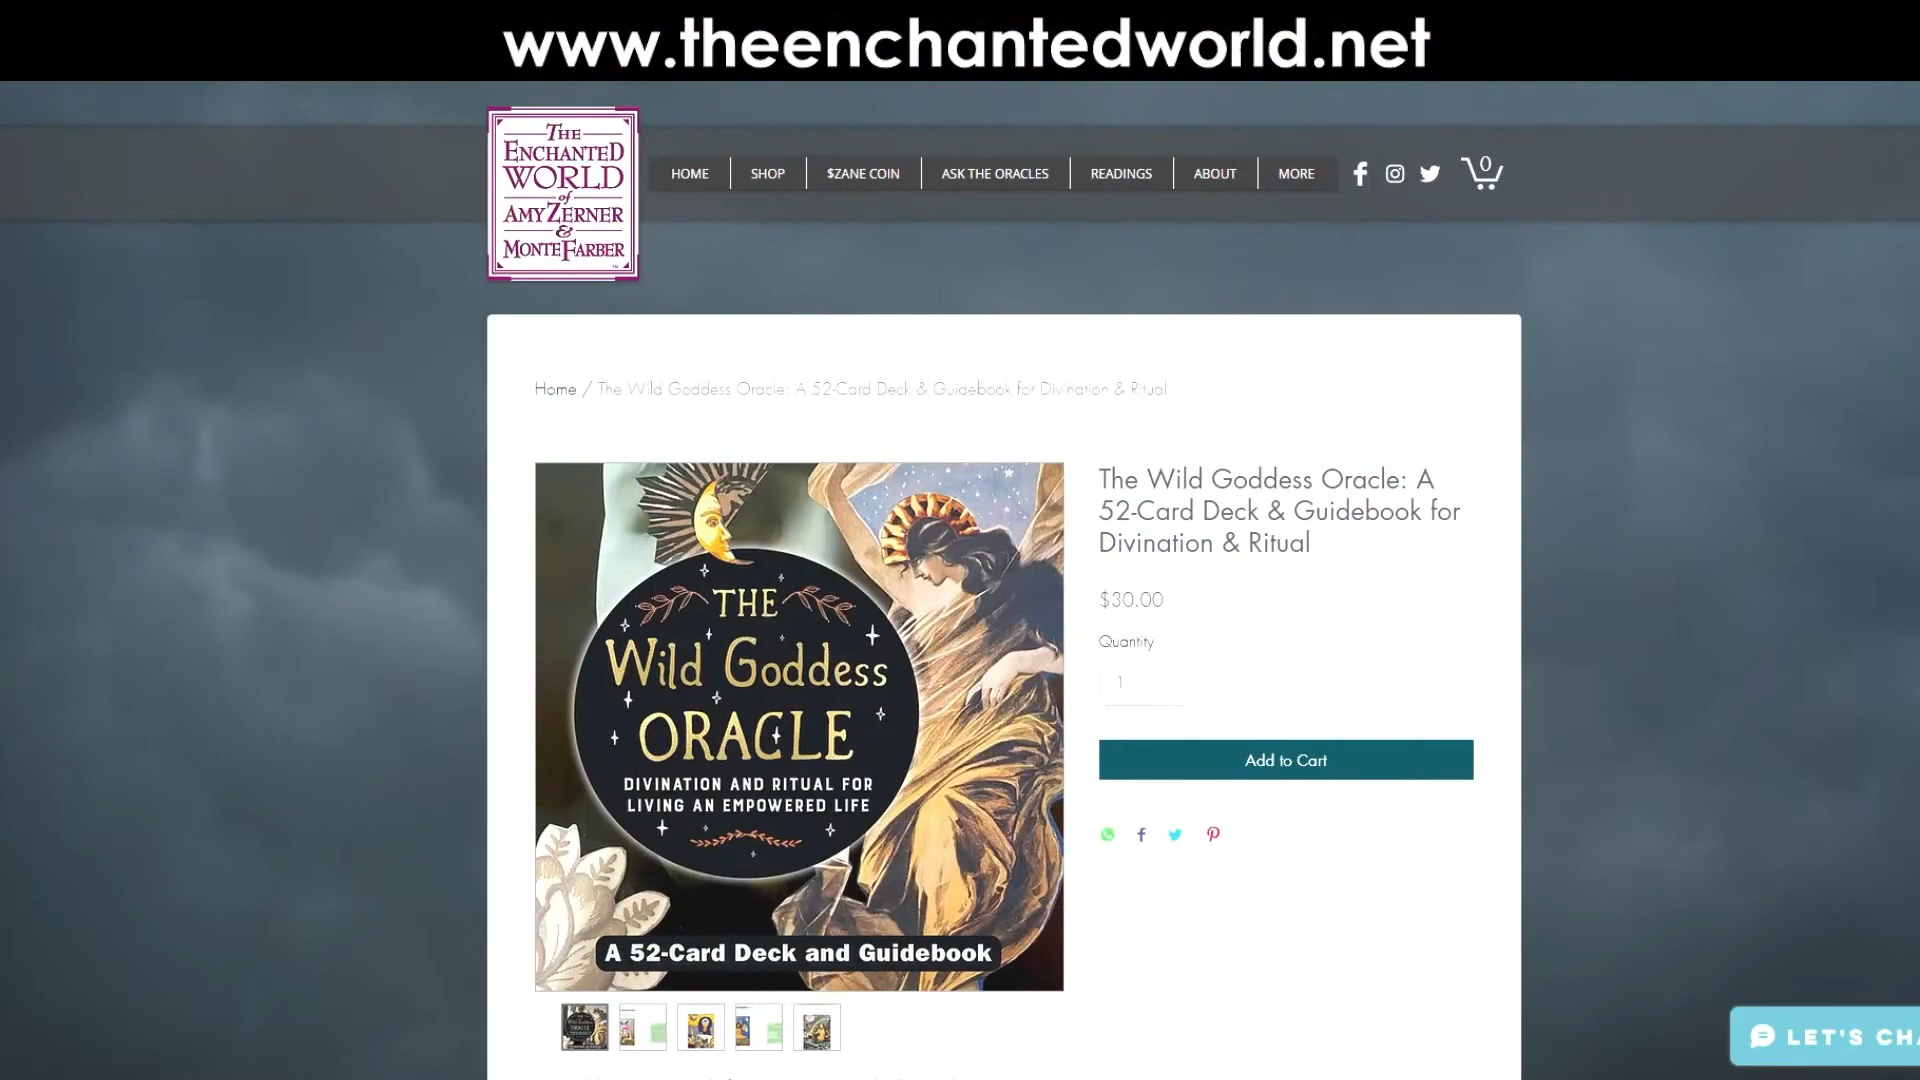 www.theenchantedworld.net
THE
ENCHANTED
WORLD
of
AMY ZERNER
&
MONTE FARBER
HOME
SHOP
$ZANE COIN
ASK THE ORACLES
READINGS
ABOUT
MORE
0
Home / The Wild Goddess Oracle: A 52-Card Deck & Guidebook for Divination & Ritual
THE
Wild Goddess
ORACLE
DIVINATION AND RITUAL FOR
LIVING AN EMPOWERED LIFE
A 52-Card Deck and Guidebook
The Wild Goddess Oracle: A
52-Card Deck & Guidebook for
Divination & Ritual
$30.00
Quantity
1
Add to Cart
LET'S CHA